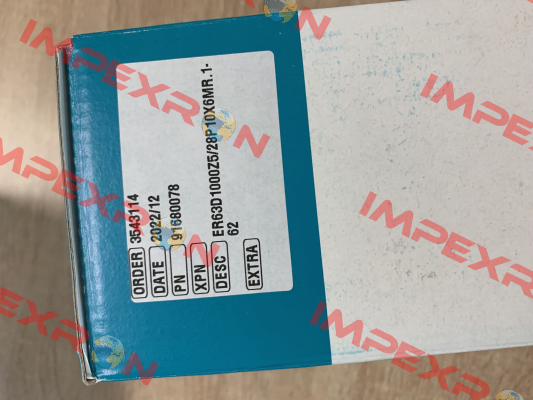 ORDER 3543114
DATE 2022/12
PN 91680078
XPN
DESC ER63D1000Z5/28P10X6MR.1-
62
EXTRA
IMPEXRON
IMPEXRON
IMPEXRON
IMPEXRON
IMPEXRON
IMPEXRON